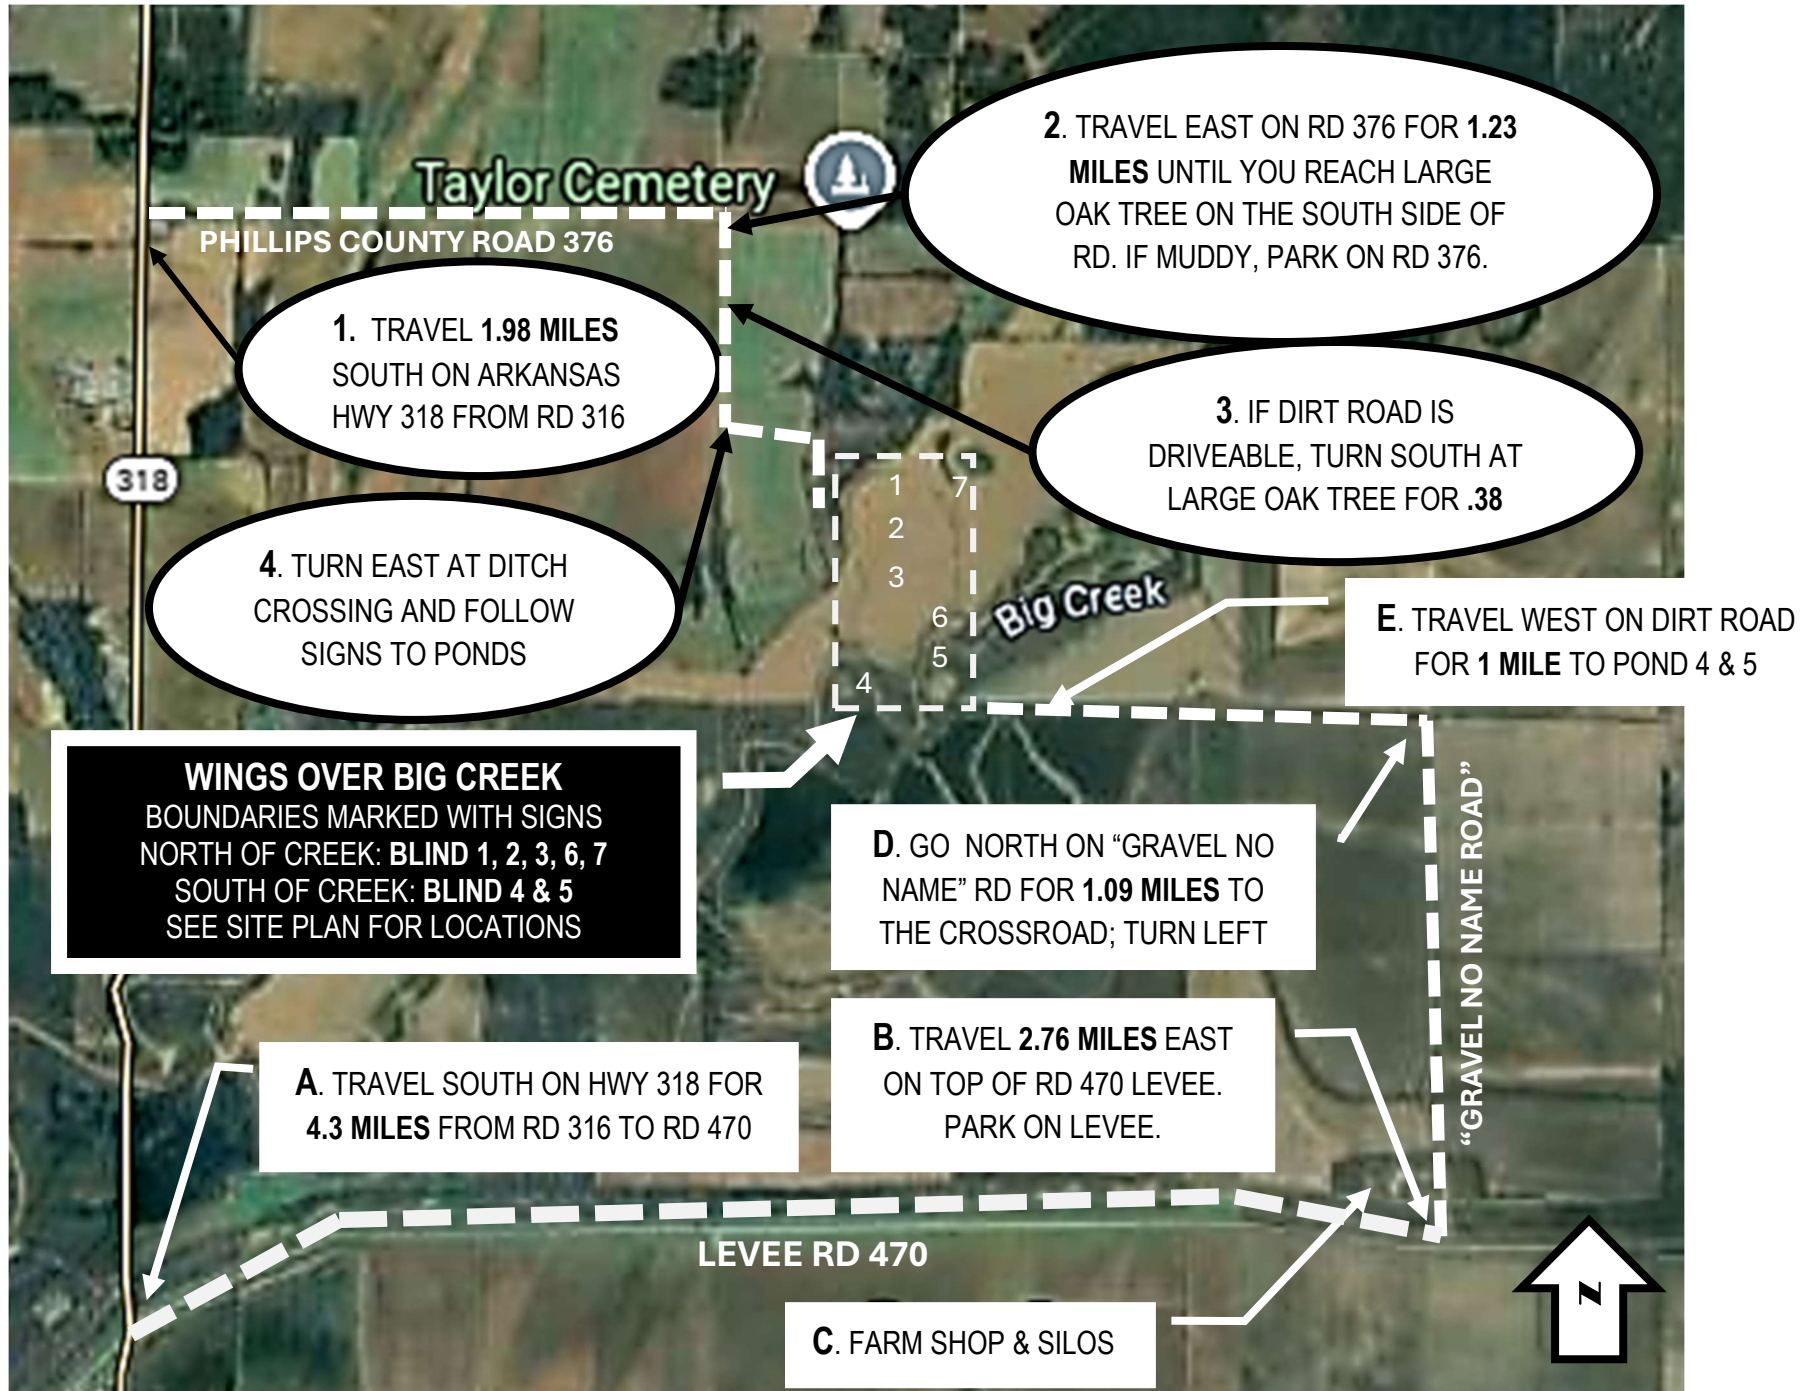 2. TRAVEL EAST ON RD 376 FOR 1.23
MILES UNTIL YOU REACH LARGE
OAK TREE ON THE SOUTH SIDE OF
RD. IF MUDDY, PARK ON RD 376.
Taylor Cemetery
PHILLIPS COUNTY ROAD 376
1. TRAVEL 1.98 MILES
SOUTH ON ARKANSAS
HWY 318 FROM RD 316
3. IF DIRT ROAD IS
DRIVEABLE, TURN SOUTH AT
LARGE OAK TREE FOR .38
318
4. TURN EAST AT DITCH
CROSSING AND FOLLOW
SIGNS TO PONDS
1
7
2
3
6
5
4
Big Creek
E. TRAVEL WEST ON DIRT ROAD
FOR 1 MILE TO POND 4 & 5
WINGS OVER BIG CREEK
BOUNDARIES MARKED WITH SIGNS
NORTH OF CREEK: BLIND 1, 2, 3, 6, 7
SOUTH OF CREEK: BLIND 4 & 5
SEE SITE PLAN FOR LOCATIONS
D. GO NORTH ON “GRAVEL NO
NAME” RD FOR 1.09 MILES TO
THE CROSSROAD; TURN LEFT
“GRAVEL NO NAME ROAD”
B. TRAVEL 2.76 MILES EAST
ON TOP OF RD 470 LEVEE.
PARK ON LEVEE.
A. TRAVEL SOUTH ON HWY 318 FOR
4.3 MILES FROM RD 316 TO RD 470
LEVEE RD 470
C. FARM SHOP & SILOS
N